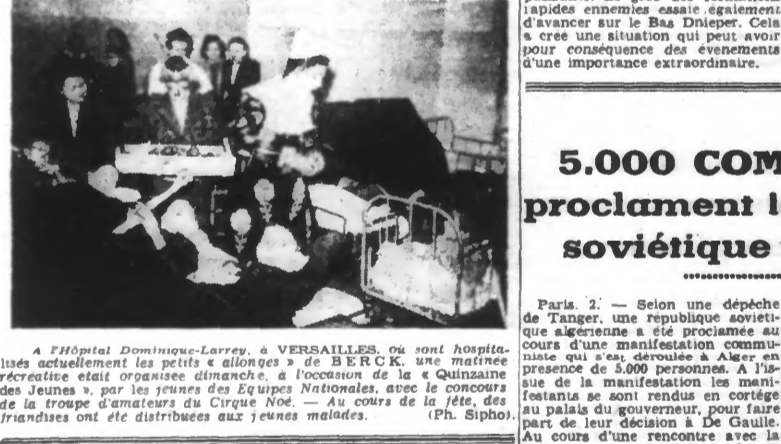 A l'Hôpital Dominique-Larrey, à VERSAILLES, où sont hospita-
lisés actuellement les petits « allongés » de BERCK, une matinée
récréative etait organisée dimanche, à l'occasion de la « Quinzaine
des Jeunes », par les jeunes des Equipes Nationales, avec le concours
de la troupe d'amateurs du Cirque Noé. — Au cours de la fête, des
friandises ont été distribuées aux jeunes malades. (Ph. Sipho).
rapides ennemies essaie également
d'avancer sur le Bas Dnieper. Cela
a crée une situation qui peut avoir
pour conséquence des évenements
d'une importance extraordinaire.
5.000 COM
proclament l
soviétique
Paris, 2. — Selon une dépêche
de Tanger, une république soviéti-
que algérienne a été proclamée au
cours d'une manifestation commu-
niste qui s'est déroulée à Alger en
présence de 5.000 personnes. A l'is-
sue de la manifestation les mani-
festants se sont rendus en cortège
au palais du gouverneur, pour faire
part de leur décision à De Gaulle.
Au cours d'une rencontre avec la